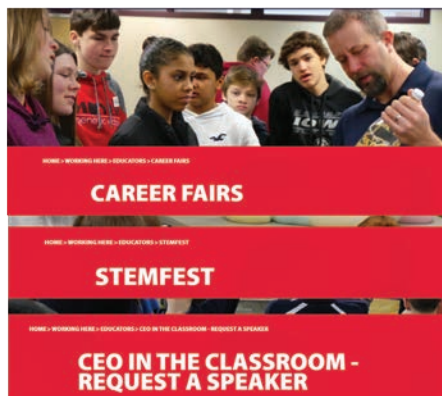 IOWA
HOME > WORKING HERE > EDUCATORS > CAREER FAIRS
CAREER FAIRS
HOME > WORKING HERE > EDUCATORS > STEMFEST
STEMFEST
HOME > WORKING HERE > EDUCATORS > CEO IN THE CLASSROOM - REQUEST A SPEAKER
CEO IN THE CLASSROOM -
REQUEST A SPEAKER